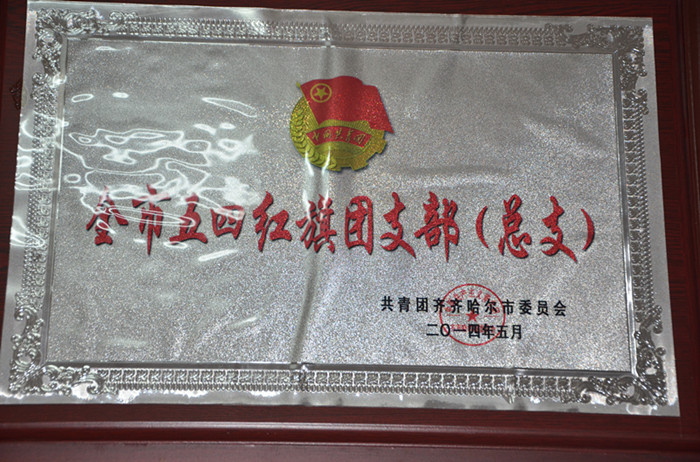 全市五四红旗团支部（总支）
共青团齐齐哈尔市委员会
二〇一四年五月